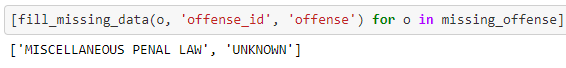 [fill_missing_data(o, 'offense_id', 'offense') for o in missing_offense]
['MISCELLANEOUS PENAL LAW', 'UNKNOWN']